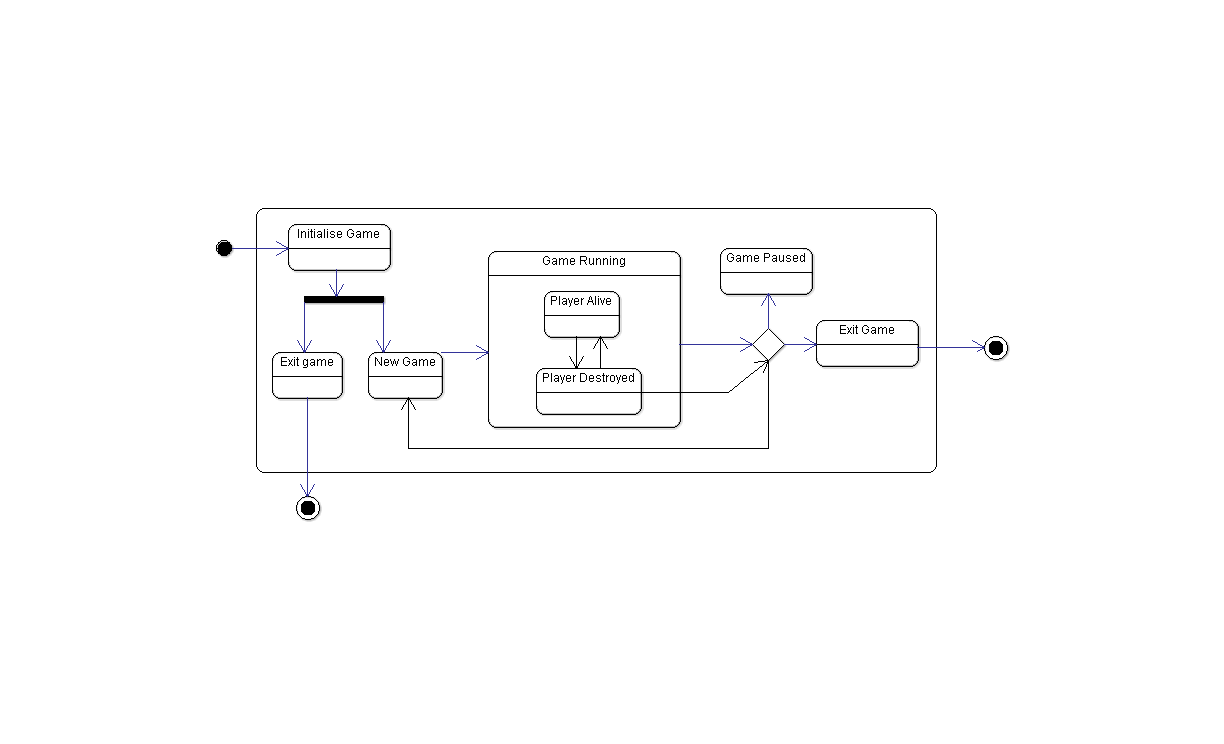 Initialise Game
Game Running
Game Paused
Player Alive
Exit Game
Exit game
New Game
Player Destroyed